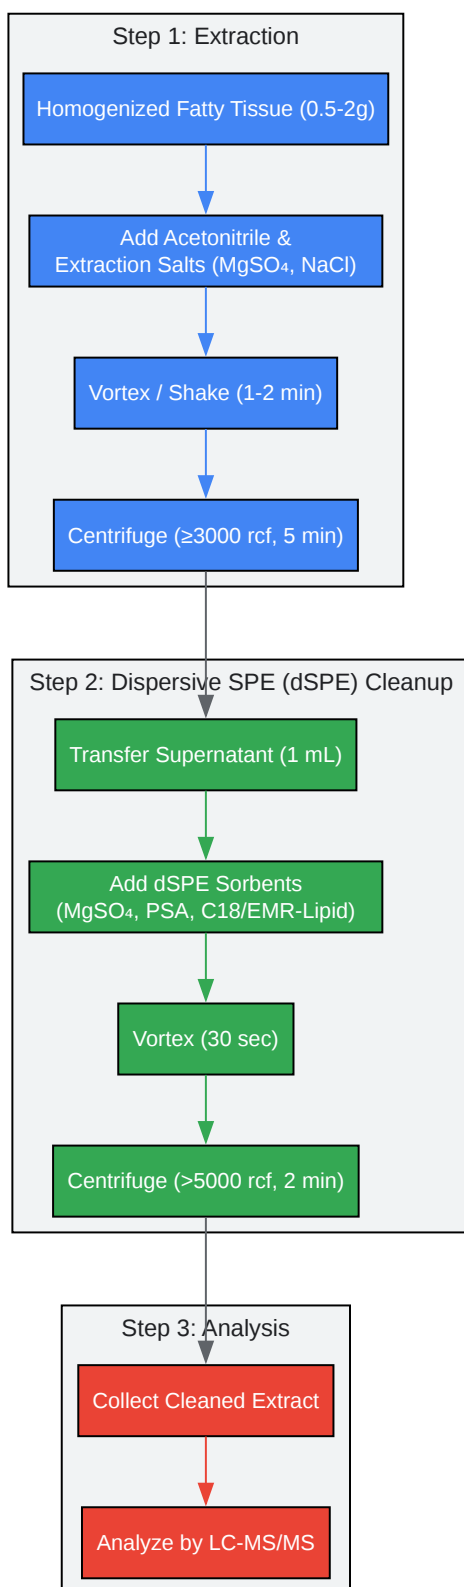 Step 1: Extraction
Homogenized Fatty Tissue (0.5-2g)
Add Acetonitrile &
Extraction Salts (MgSO₄, NaCl)
Vortex / Shake (1-2 min)
Centrifuge (≥3000 rcf, 5 min)
Step 2: Dispersive SPE (dSPE) Cleanup
Transfer Supernatant (1 mL)
Add dSPE Sorbents
(MgSO₄, PSA, C18/EMR-Lipid)
Vortex (30 sec)
Centrifuge (>5000 rcf, 2 min)
Step 3: Analysis
Collect Cleaned Extract
Analyze by LC-MS/MS